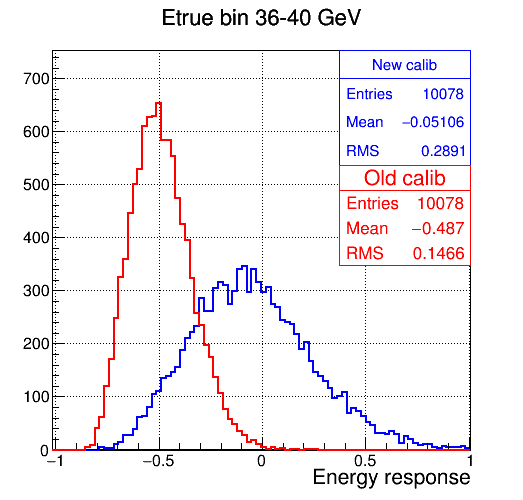 Etrue bin 36-40 GeV
New calib
Entries 10078
Mean −0.05106
RMS 0.2891
Old calib
Entries 10078
Mean −0.487
RMS 0.1466
700
600
500
400
300
200
100
0
−1 −0.5 0 0.5 1
Energy response